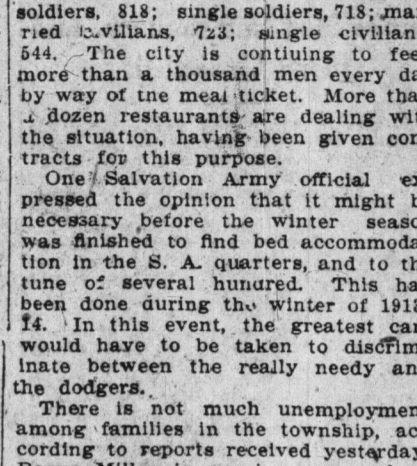 soldiers, 818; single soldiers, 718; mar
ried civilians, 723; single civilian
544. The city is contiuing to fee
more than a thousand men every da
by way of tne meal ticket. More tha
a dozen restaurants are dealing wit
the situation, having been given con
tracts for this purpose.
One Salvation Army official ex
pressed the opinion that it might b
necessary before the winter seaso
was finished to find bed accommoda
tion in the S. A. quarters, and to th
tune of several hundred. This ha
been done during the winter of 1913
14. In this event, the greatest car
would have to be taken to discrim
inate between the really needy an
the dodgers.
There is not much unemploymen
among families in the township, ac
cording to reports received yesterday